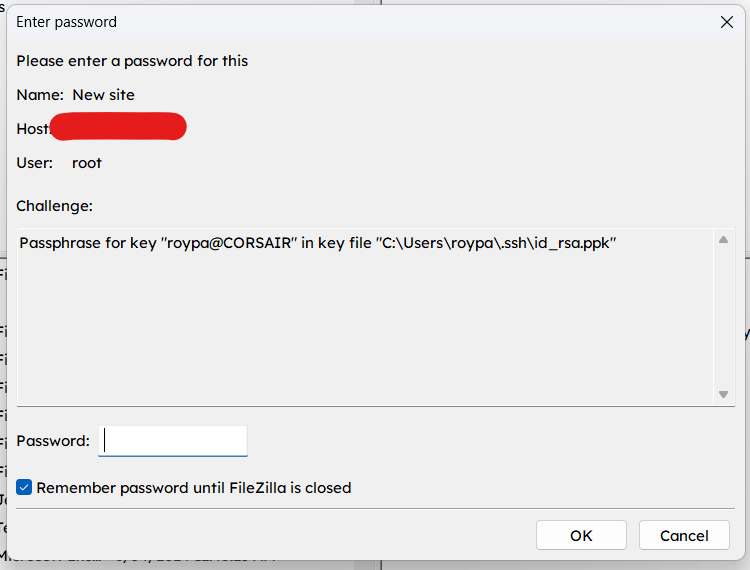 Enter password
Please enter a password for this
Name: New site
Host:
User: root
Challenge:
Passphrase for key "roypa@CORSAIR" in key file "C:\Users\roypa\.ssh\id_rsa.ppk"
Password:
Remember password until FileZilla is closed
OK Cancel